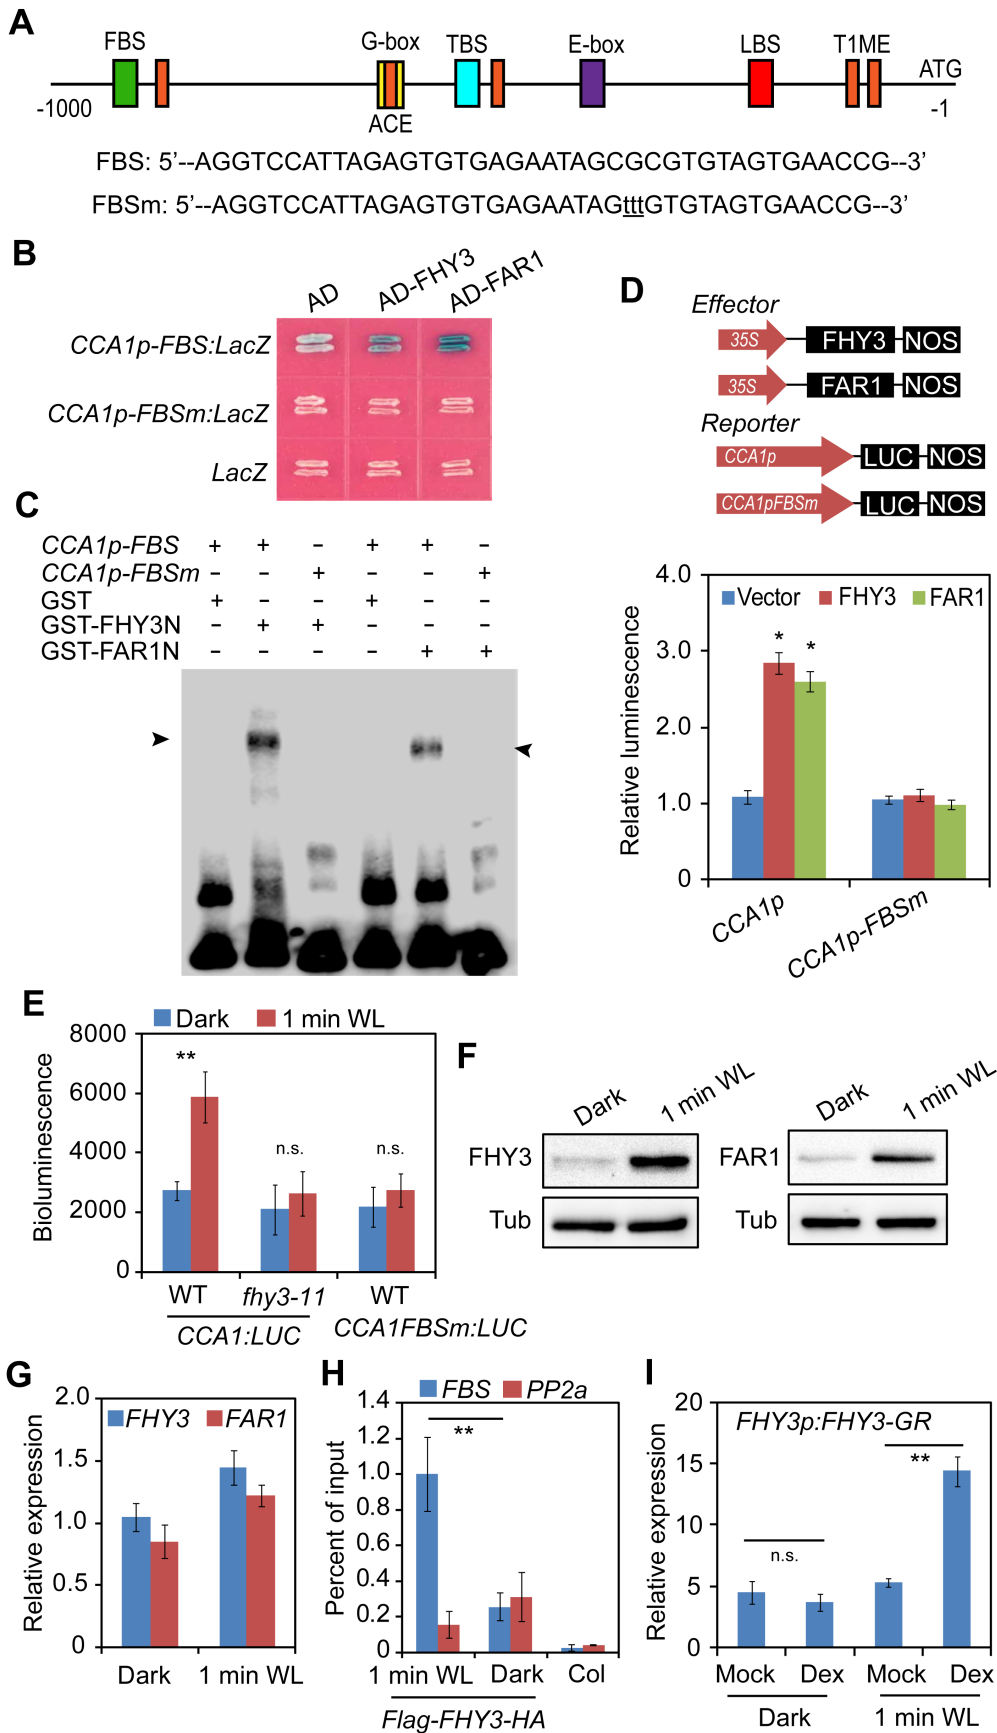 A
FBS G-box TBS E-box LBS T1ME ATG
-1000 ACE -1
FBS: 5’--AGGTCCATTAGAGTGTGAGAATAGCGCGTGTAGTGAACCG--3’
FBSm: 5’--AGGTCCATTAGAGTGTGAGAATAGtttGTGTAGTGAACCG--3’
B
AD AD-FHY3 AD-FAR1
CCA1p-FBS:LacZ
CCA1p-FBSm:LacZ
LacZ
C
CCA1p-FBS + + – + + –
CCA1p-FBSm – – + – – +
GST + – – + – –
GST-FHY3N – + + – – –
GST-FAR1N – – – – + +
D
Effector
35S FHY3 NOS
35S FAR1 NOS
Reporter
CCA1p LUC NOS
CCA1pFBSm LUC NOS
Vector FHY3 FAR1
Relative luminescence
4.0
3.0
2.0
1.0
0
* *
CCA1p CCA1p-FBSm
E
Dark 1 min WL
Bioluminescence
8000
6000
4000
2000
0
** n.s. n.s.
WT fhy3-11 WT
CCA1:LUC CCA1FBSm:LUC
F
Dark 1 min WL
FHY3
Tub
Dark 1 min WL
FAR1
Tub
G
FHY3 FAR1
Relative expression
2.0
1.5
1.0
0.5
0
Dark 1 min WL
H
FBS PP2a
Percent of input
1.4
1.2
1.0
0.8
0.6
0.4
0.2
0
**
1 min WL Dark Col
Flag-FHY3-HA
I
FHY3p:FHY3-GR
Relative expression
20
15
10
5
0
n.s. **
Mock Dex Mock Dex
Dark 1 min WL